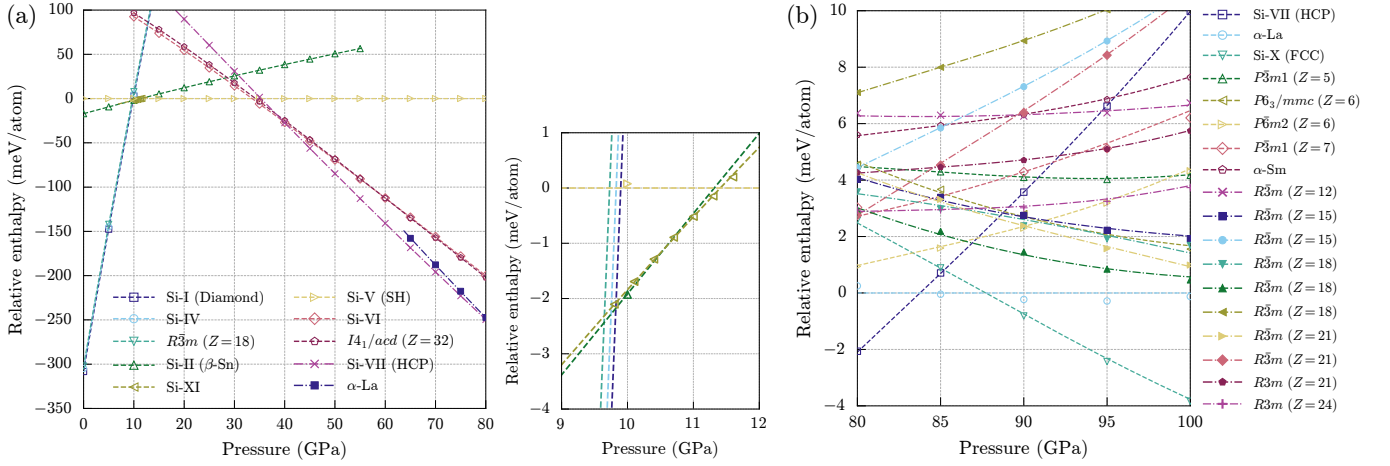 (a)
Relative enthalpy (meV/atom)
100
50
0
−50
−100
−150
−200
−250
−300
−350
0 10 20 30 40 50 60 70 80
Pressure (GPa)
Si-I (Diamond)
Si-IV
R3̄m (Z=18)
Si-II (β-Sn)
Si-XI
Si-V (SH)
Si-VI
I4₁/acd (Z=32)
Si-VII (HCP)
α-La
Relative enthalpy (meV/atom)
1
0
−1
−2
−3
−4
9 10 11 12
Pressure (GPa)
(b)
Relative enthalpy (meV/atom)
10
8
6
4
2
0
−2
−4
80 85 90 95 100
Pressure (GPa)
Si-VII (HCP)
α-La
Si-X (FCC)
P3̄m1 (Z=5)
P6₃/mmc (Z=6)
P6̄m2 (Z=6)
P3̄m1 (Z=7)
α-Sm
R3̄m (Z=12)
R3̄m (Z=15)
R3̄m (Z=15)
R3̄m (Z=18)
R3̄m (Z=18)
R3̄m (Z=18)
R3̄m (Z=21)
R3̄m (Z=21)
R3m (Z=21)
R3m (Z=24)